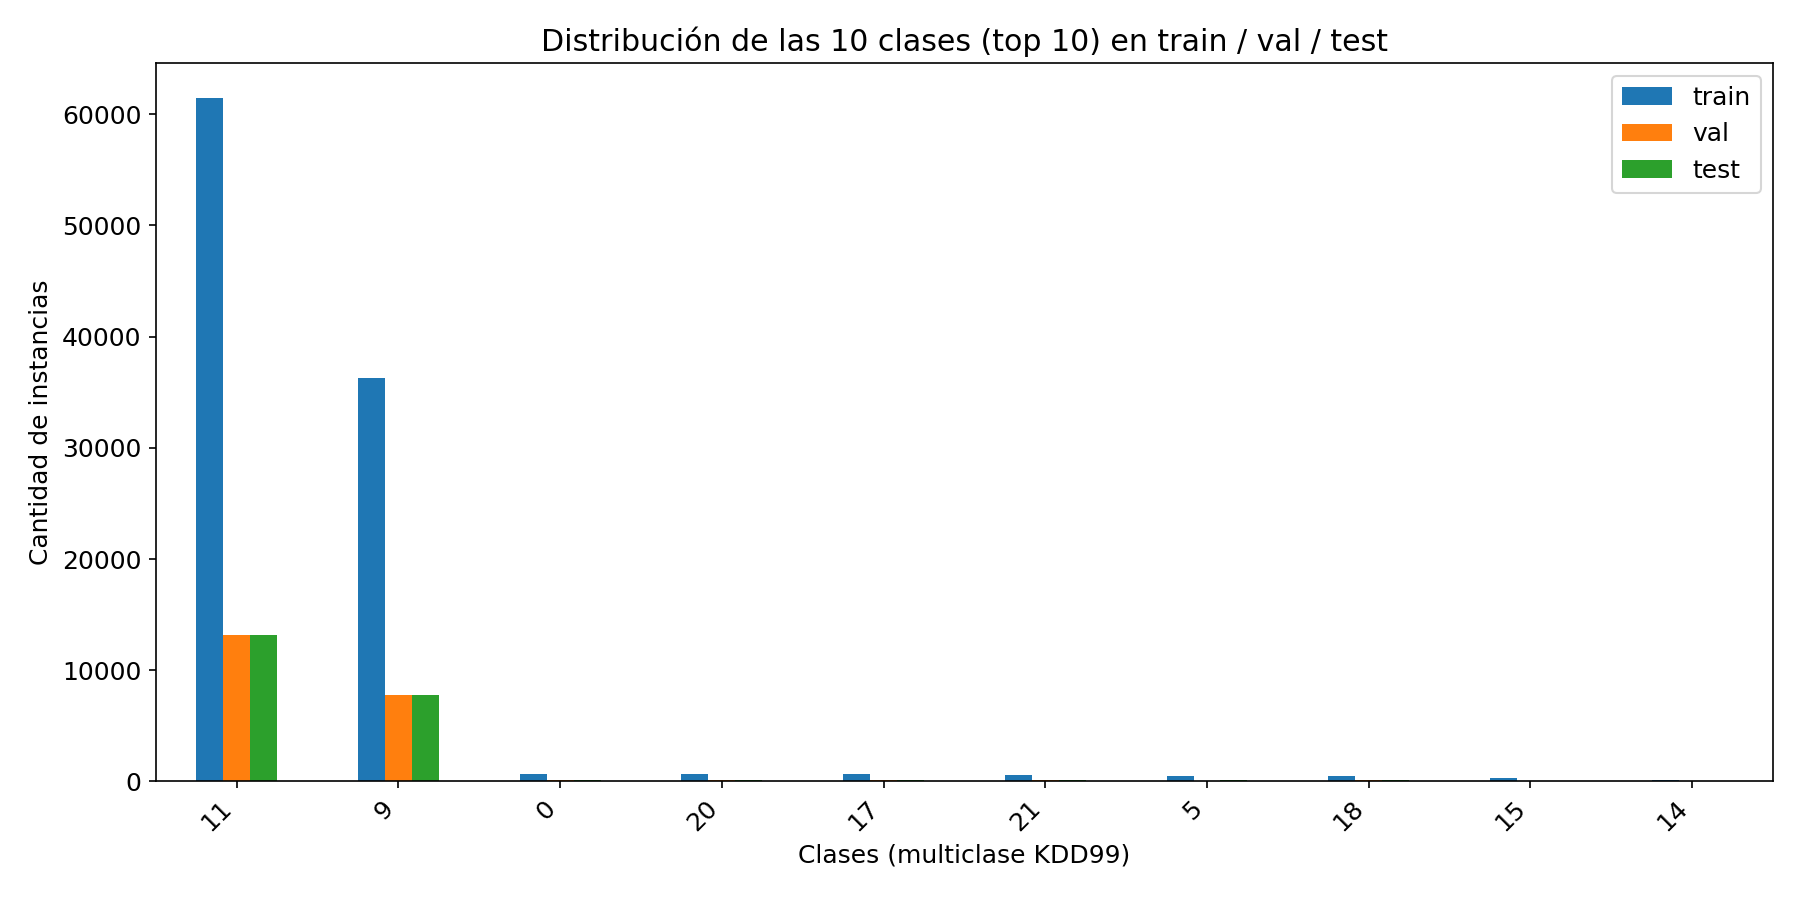 Distribución de las 10 clases (top 10) en train / val / test
train
val
test
Cantidad de instancias
60000
50000
40000
30000
20000
10000
0
11
9
0
20
17
21
5
18
15
14
Clases (multiclase KDD99)